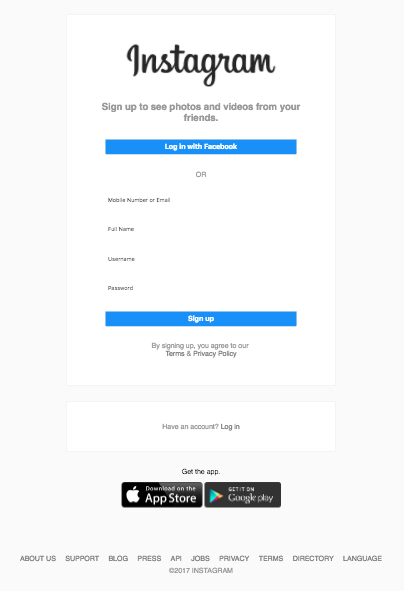 Instagram
Sign up to see photos and videos from your
friends.
Log in with Facebook
OR
Mobile Number or Email
Full Name
Username
Password
Sign up
By signing up, you agree to our
Terms & Privacy Policy
Have an account? Log in
Get the app.
Download on the
App Store
GET IT ON
Google play
ABOUT US SUPPORT BLOG PRESS API JOBS PRIVACY TERMS DIRECTORY LANGUAGE
©2017 INSTAGRAM